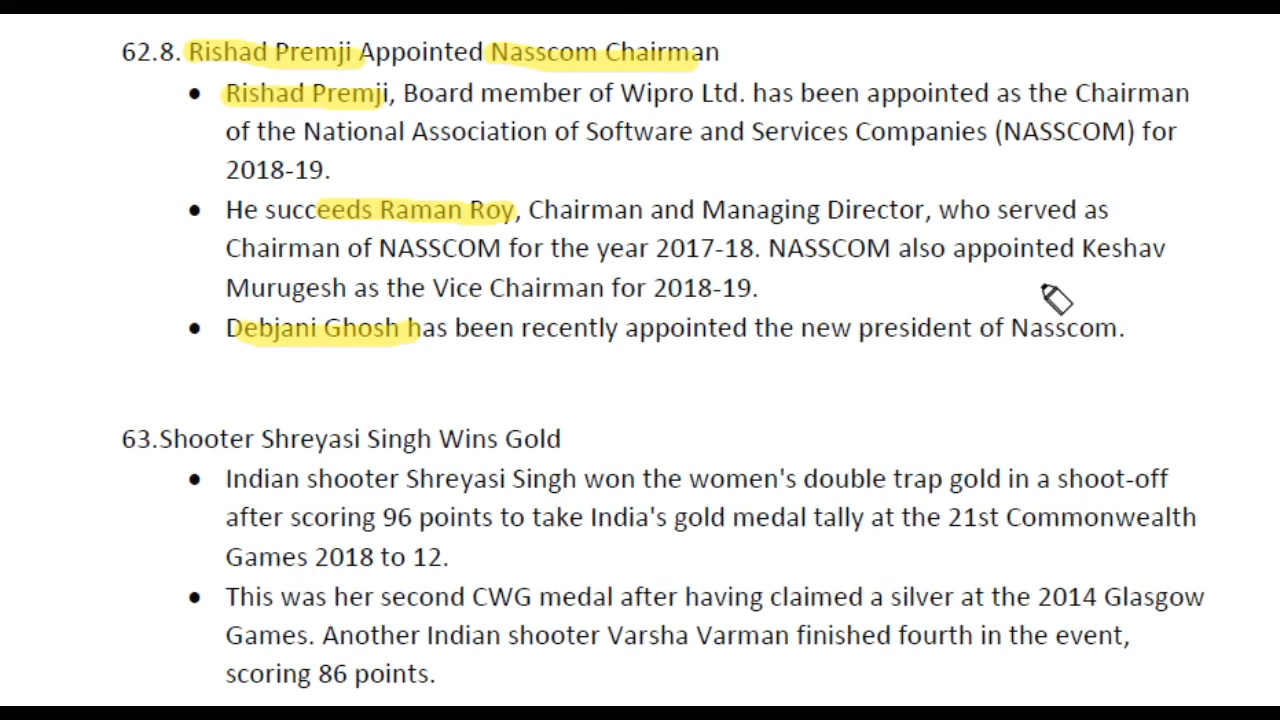 62.8. Rishad Premji Appointed Nasscom Chairman
• Rishad Premji, Board member of Wipro Ltd. has been appointed as the Chairman
of the National Association of Software and Services Companies (NASSCOM) for
2018-19.
• He succeeds Raman Roy, Chairman and Managing Director, who served as
Chairman of NASSCOM for the year 2017-18. NASSCOM also appointed Keshav
Murugesh as the Vice Chairman for 2018-19.
• Debjani Ghosh has been recently appointed the new president of Nasscom.
63.Shooter Shreyasi Singh Wins Gold
• Indian shooter Shreyasi Singh won the women's double trap gold in a shoot-off
after scoring 96 points to take India's gold medal tally at the 21st Commonwealth
Games 2018 to 12.
• This was her second CWG medal after having claimed a silver at the 2014 Glasgow
Games. Another Indian shooter Varsha Varman finished fourth in the event,
scoring 86 points.